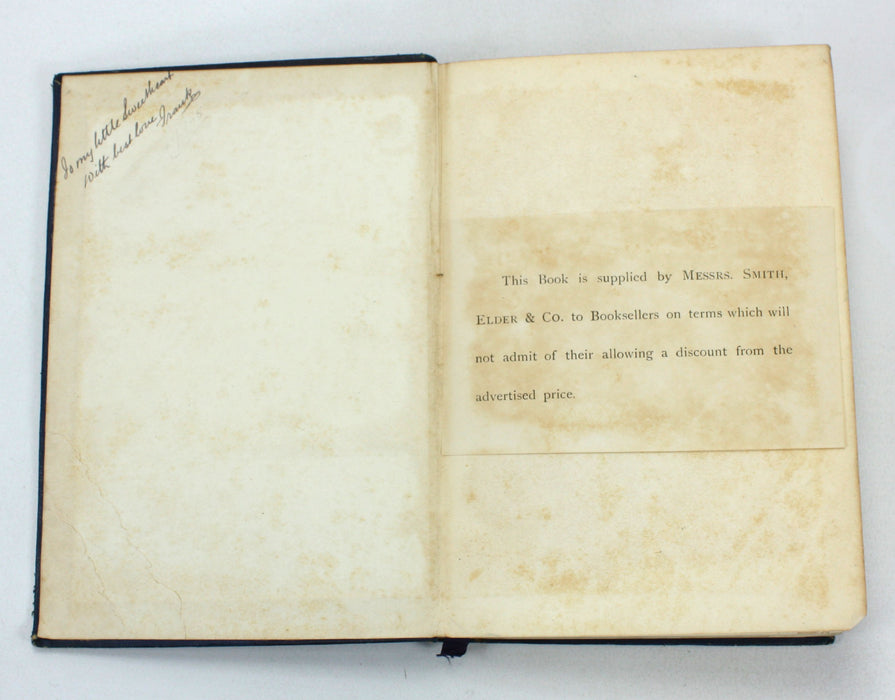 To my little Sweetheart
With best love Frank
This Book is supplied by MESSRS. SMITH,
ELDER & CO. to Booksellers on terms which will
not admit of their allowing a discount from the
advertised price.